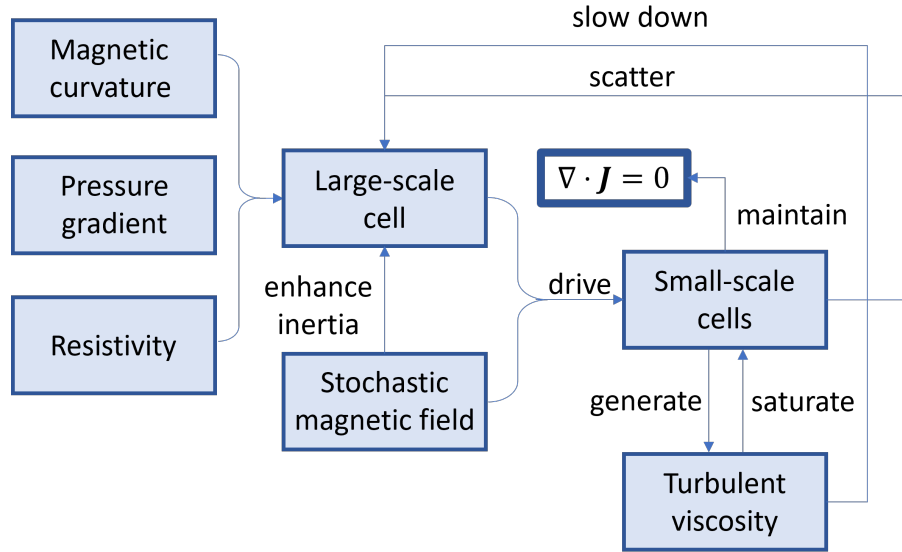 slow down
scatter
Magnetic
curvature
Pressure
gradient
Resistivity
Large-scale
cell
enhance
inertia
Stochastic
magnetic field
drive
∇ · J = 0
maintain
Small-scale
cells
generate
saturate
Turbulent
viscosity